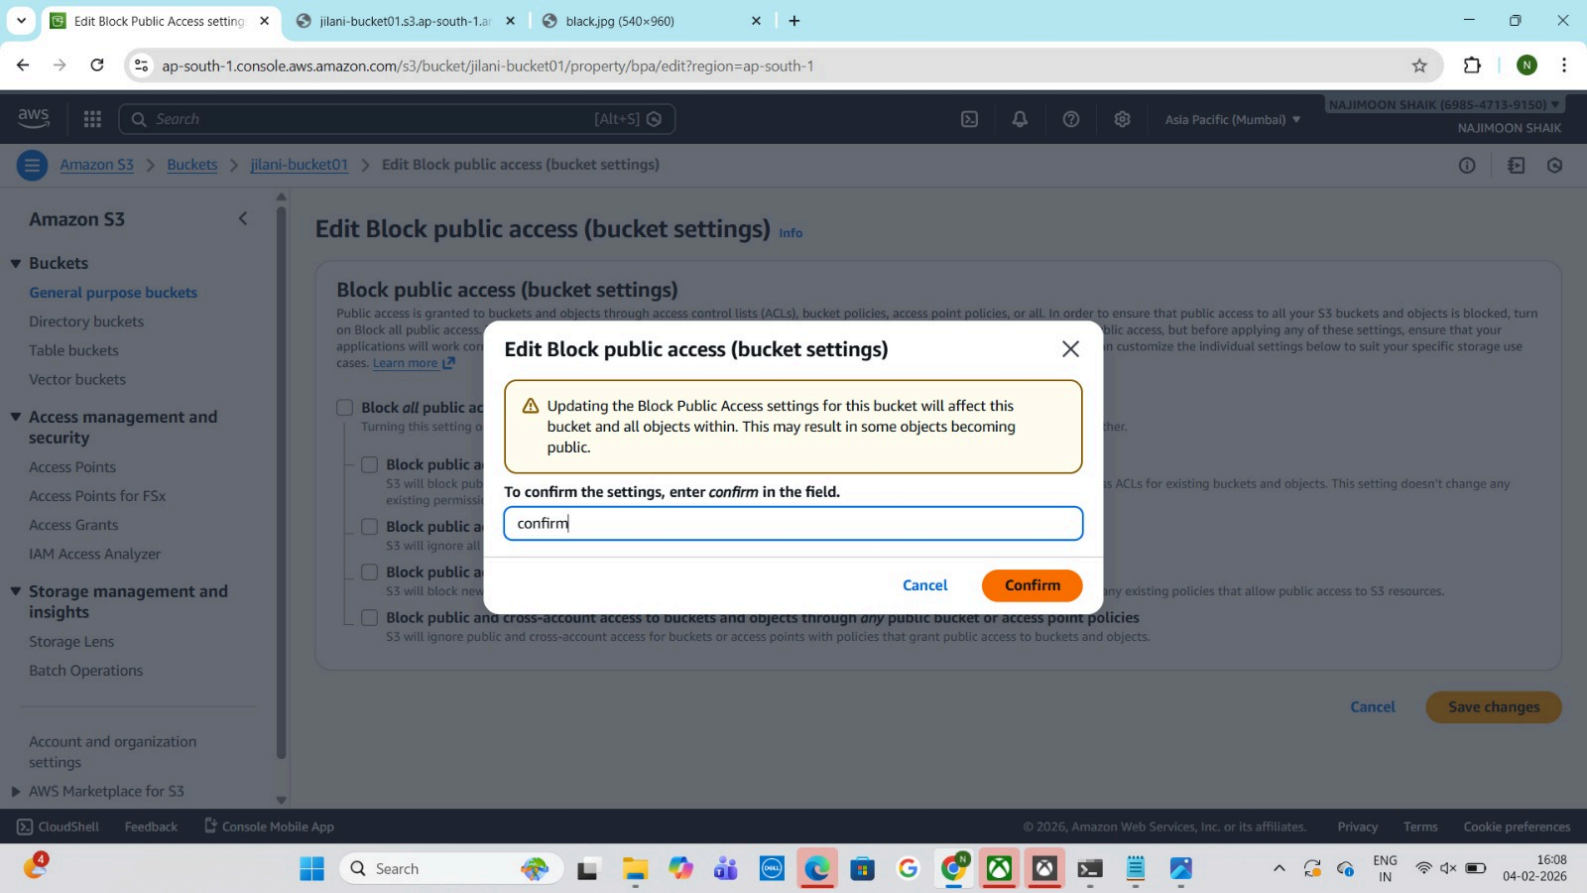 Edit Block Public Access setting
jilani-bucket01.s3.ap-south-1.a
black.jpg (540×960)
ap-south-1.console.aws.amazon.com/s3/bucket/jilani-bucket01/property/bpa/edit?region=ap-south-1
N
aws
Search
[Alt+S]
Asia Pacific (Mumbai)
NAJIMOON SHAIK (6985-4713-9150)
NAJIMOON SHAIK
Amazon S3 > Buckets > jilani-bucket01 > Edit Block public access (bucket settings)
Amazon S3
Buckets
General purpose buckets
Directory buckets
Table buckets
Vector buckets
Access management and
security
Access Points
Access Points for FSx
Access Grants
IAM Access Analyzer
Storage management and
insights
Storage Lens
Batch Operations
Account and organization
settings
AWS Marketplace for S3
Edit Block public access (bucket settings) Info
Block public access (bucket settings)
Public access is granted to buckets and objects through access control lists (ACLs), bucket policies, access point policies, or all. In order to ensure that public access to all your S3 buckets and objects is blocked, turn
on Block all public access. blic access, but before applying any of these settings, ensure that your
applications will work cor n customize the individual settings below to suit your specific storage use
cases. Learn more
Block all public ac
Turning this setting o ther.
Block public a
S3 will block pub s ACLs for existing buckets and objects. This setting doesn't change any
existing permissi
Block public a
S3 will ignore all
Block public a
S3 will block new ny existing policies that allow public access to S3 resources.
Block public and cross-account access to buckets and objects through any public bucket or access point policies
S3 will ignore public and cross-account access for buckets or access points with policies that grant public access to buckets and objects.
Cancel
Save changes
Edit Block public access (bucket settings)
Updating the Block Public Access settings for this bucket will affect this
bucket and all objects within. This may result in some objects becoming
public.
To confirm the settings, enter confirm in the field.
confirm
Cancel
Confirm
CloudShell
Feedback
Console Mobile App
© 2026, Amazon Web Services, Inc. or its affiliates.
Privacy
Terms
Cookie preferences
4
Search
DELL
N
ENG
IN
16:08
04-02-2026